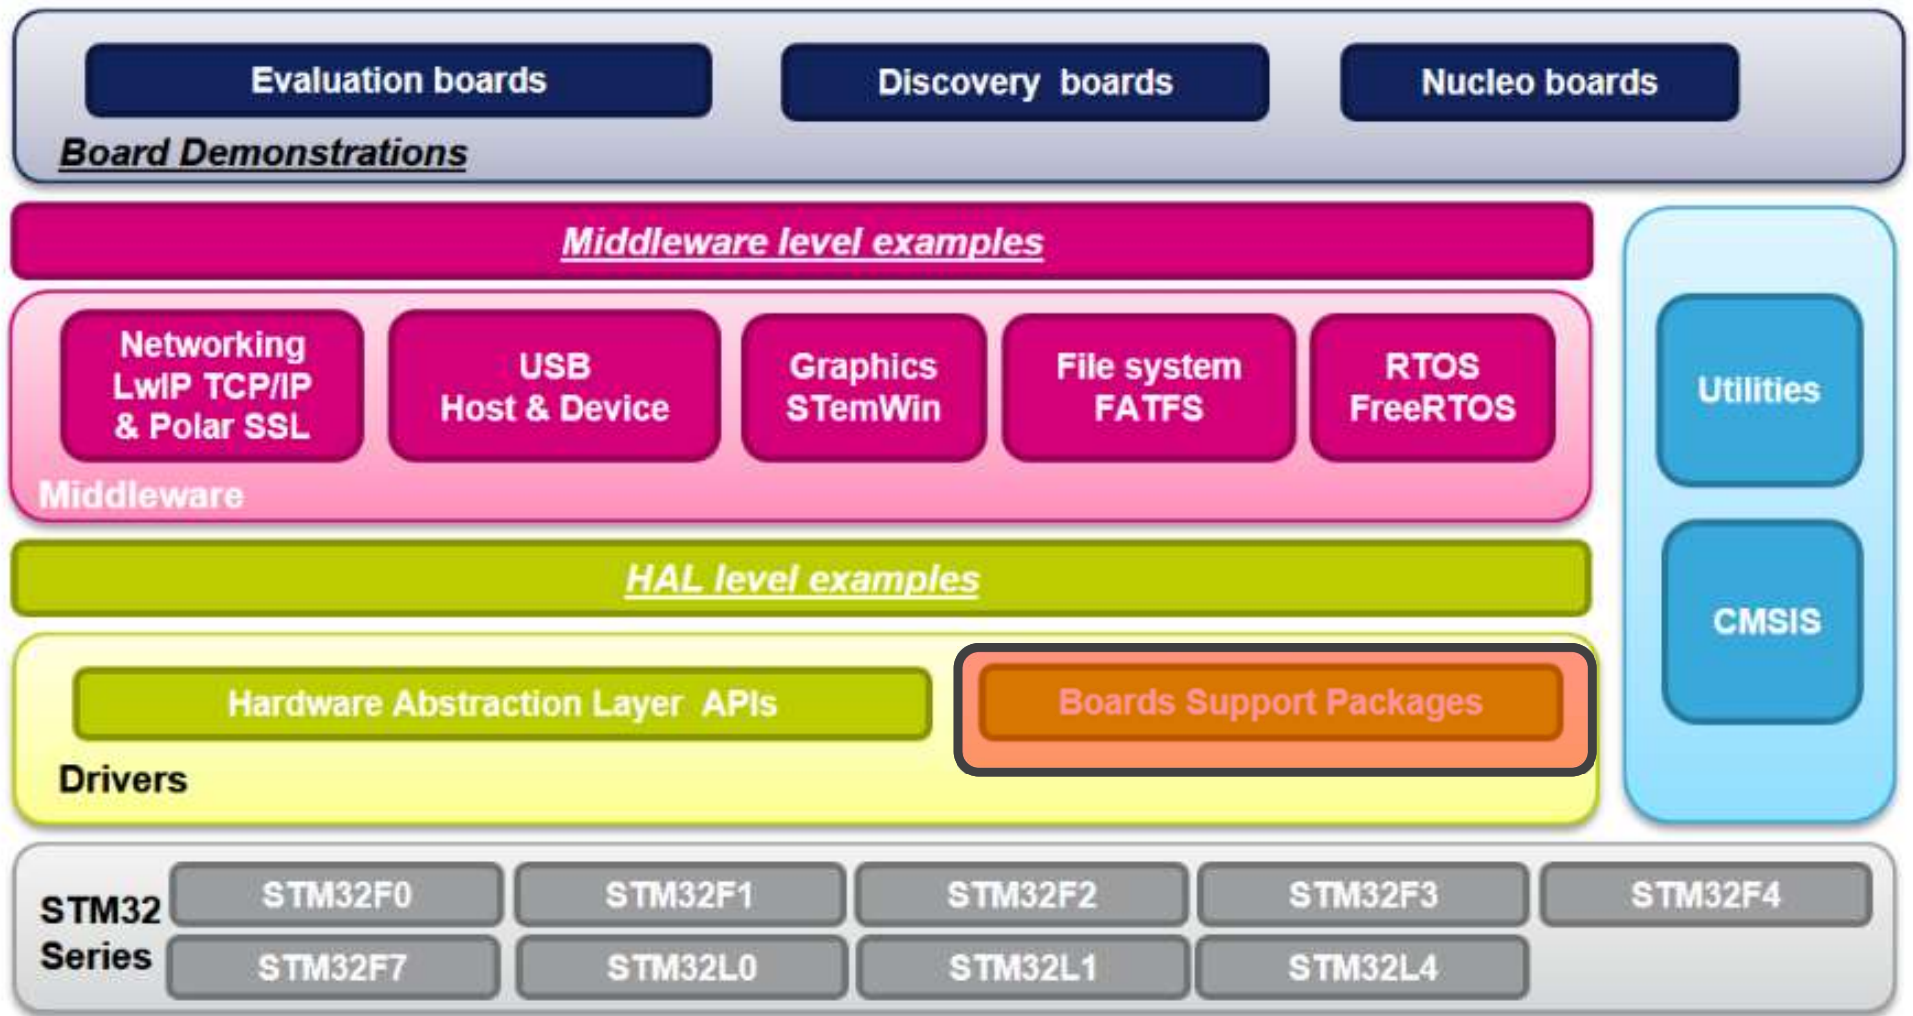 Evaluation boards
Discovery boards
Nucleo boards
Board Demonstrations
Middleware level examples
Networking
LwIP TCP/IP
& Polar SSL
USB
Host & Device
Graphics
STemWin
File system
FATFS
RTOS
FreeRTOS
Middleware
Utilities
CMSIS
HAL level examples
Hardware Abstraction Layer APIs
Boards Support Packages
Drivers
STM32
Series
STM32F0
STM32F1
STM32F2
STM32F3
STM32F4
STM32F7
STM32L0
STM32L1
STM32L4